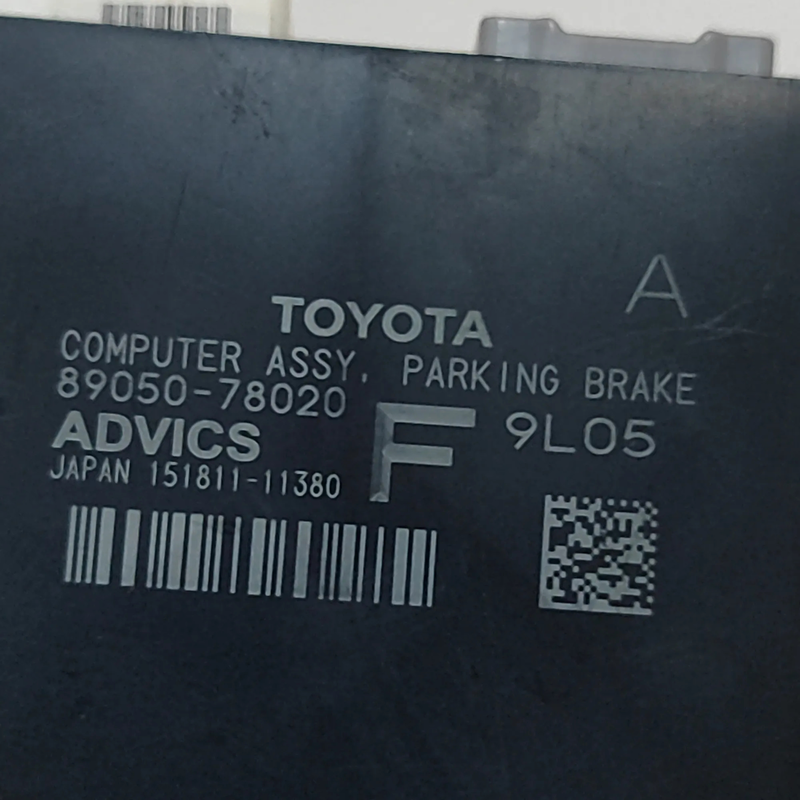 A
TOYOTA
COMPUTER ASSY, PARKING BRAKE
89050-78020
F 9L05
ADVICS
JAPAN 151811-11380